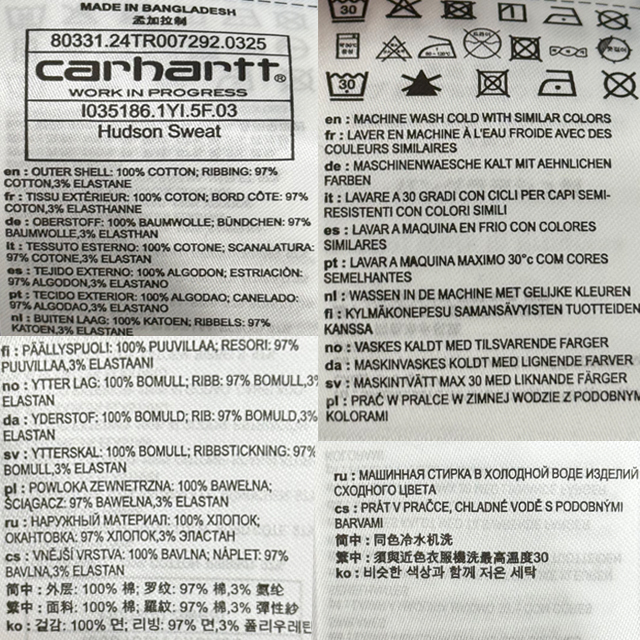 MADE IN BANGLADESH
孟加拉制
80331.24TR007292.0325
carhartt®
WORK IN PROGRESS
I035186.1YI.5F.03
Hudson Sweat
en : OUTER SHELL: 100% COTTON; RIBBING: 97%
COTTON,3% ELASTANE
fr : TISSU EXTÉRIEUR: 100% COTON; BORD CÔTE: 97%
COTON,3% ELASTHANNE
de : OBERSTOFF: 100% BAUMWOLLE; BÜNDCHEN: 97%
BAUMWOLLE,3% ELASTHAN
it : TESSUTO ESTERNO: 100% COTONE; SCANALATURA:
97% COTONE,3% ELASTAN
es : TEJIDO EXTERNO: 100% ALGODON; ESTRIACIÓN:
97% ALGODON,3% ELASTANO
pt : TECIDO EXTERIOR: 100% ALGODAO; CANELADO:
97% ALGODAO,3% ELASTANO
nl : BUITEN LAAG: 100% KATOEN; RIBBELS: 97%
KATOEN,3% ELASTAAN
fi : PÄÄLLYSPUOLI: 100% PUUVILLAA; RESORI: 97%
PUUVILLAA,3% ELASTAANI
no : YTTER LAG: 100% BOMULL; RIBB: 97% BOMULL,3%
ELASTAN
da : YDERSTOF: 100% BOMULD; RIB: 97% BOMULD,3%
ELASTAN
sv : YTTERSKAL: 100% BOMULL; RIBBSTICKNING: 97%
BOMULL,3% ELASTAN
pl : POWLOKA ZEWNETRZNA: 100% BAWEŁNA;
ŚCIĄGACZ: 97% BAWEŁNA,3% ELASTAN
ru : НАРУЖНЫЙ МАТЕРИАЛ: 100% ХЛОПОК;
ОКАНТОВКА: 97% ХЛОПОК,3% ЭЛАСТАН
cs : VNĚJŠÍ VRSTVA: 100% BAVLNA; NÁPLET: 97%
BAVLNA,3% ELASTAN
简中 : 外层: 100% 棉; 罗纹: 97% 棉,3% 氨纶
繁中 : 面料: 100% 棉; 羅紋: 97% 棉,3% 彈性紗
ko : 겉감: 100% 면; 리빙: 97% 면,3% 폴리우레탄
30
30
en : MACHINE WASH COLD WITH SIMILAR COLORS
fr : LAVER EN MACHINE À L'EAU FROIDE AVEC DES
COULEURS SIMILAIRES
de : MASCHINENWAESCHE KALT MIT AEHNLICHEN
FARBEN
it : LAVARE A 30 GRADI CON CICLI PER CAPI SEMI-
RESISTENTI CON COLORI SIMILI
es : LAVAR A MAQUINA EN FRIO CON COLORES
SIMILARES
pt : LAVAR A MAQUINA MAXIMO 30°c COM CORES
SEMELHANTES
nl : WASSEN IN DE MACHINE MET GELIJKE KLEUREN
fi : KYLMÄKONEPESU SAMANSÄVYISTEN TUOTTEIDEN
KANSSA
no : VASKES KALDT MED TILSVARENDE FARGER
da : MASKINVASKES KOLDT MED LIGNENDE FARVER
sv : MASKINTVÄTT MAX 30 MED LIKNANDE FÄRGER
pl : PRAĆ W PRALCE W ZIMNEJ WODZIE Z PODOBNYM
KOLORAMI
ru : МАШИННАЯ СТИРКА В ХОЛОДНОЙ ВОДЕ ИЗДЕЛИЙ
СХОДНОГО ЦВЕТА
cs : PRÁT V PRAČCE, CHLADNÉ VODĚ S PODOBNÝMI
BARVAMI
简中 : 同色冷水机洗
繁中 : 須與近色衣服機洗最高溫度30
ko : 비슷한 색상과 함께 저온 세탁